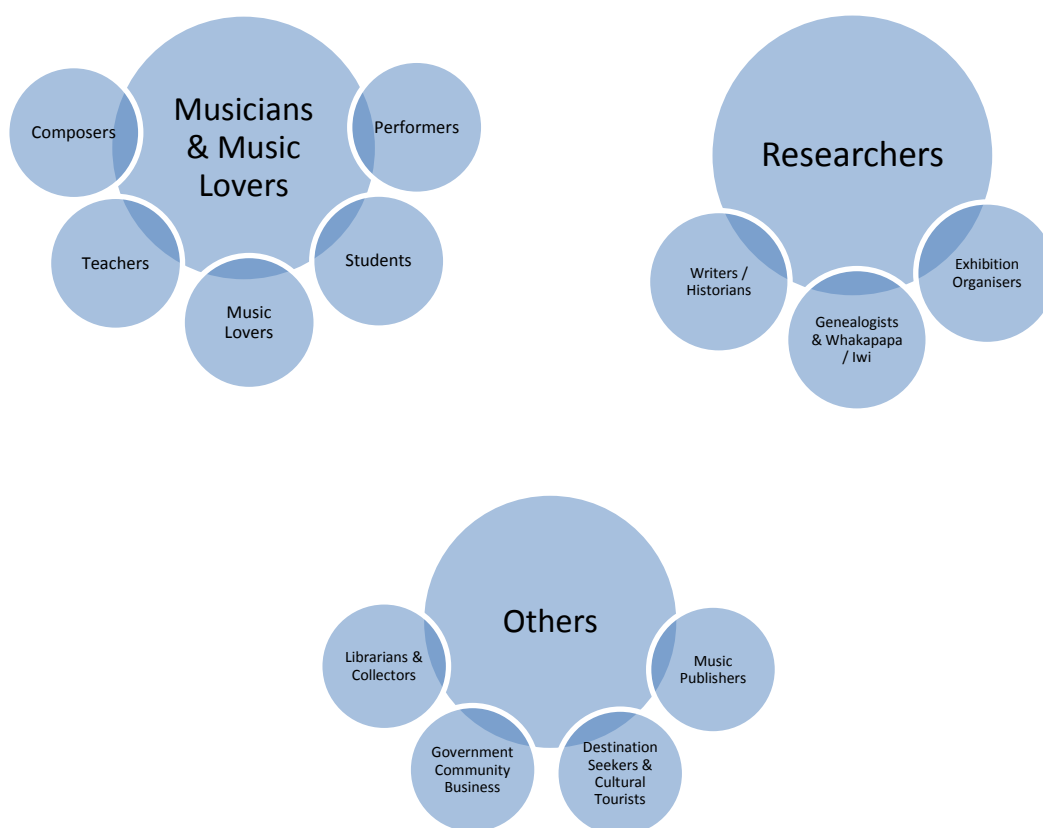 Musicians
& Music
Lovers
Composers
Performers
Teachers
Students
Music
Lovers
Researchers
Writers /
Historians
Exhibition
Organisers
Genealogists
& Whakapapa
/ Iwi
Others
Librarians &
Collectors
Music
Publishers
Government
Community
Business
Destination
Seekers &
Cultural
Tourists